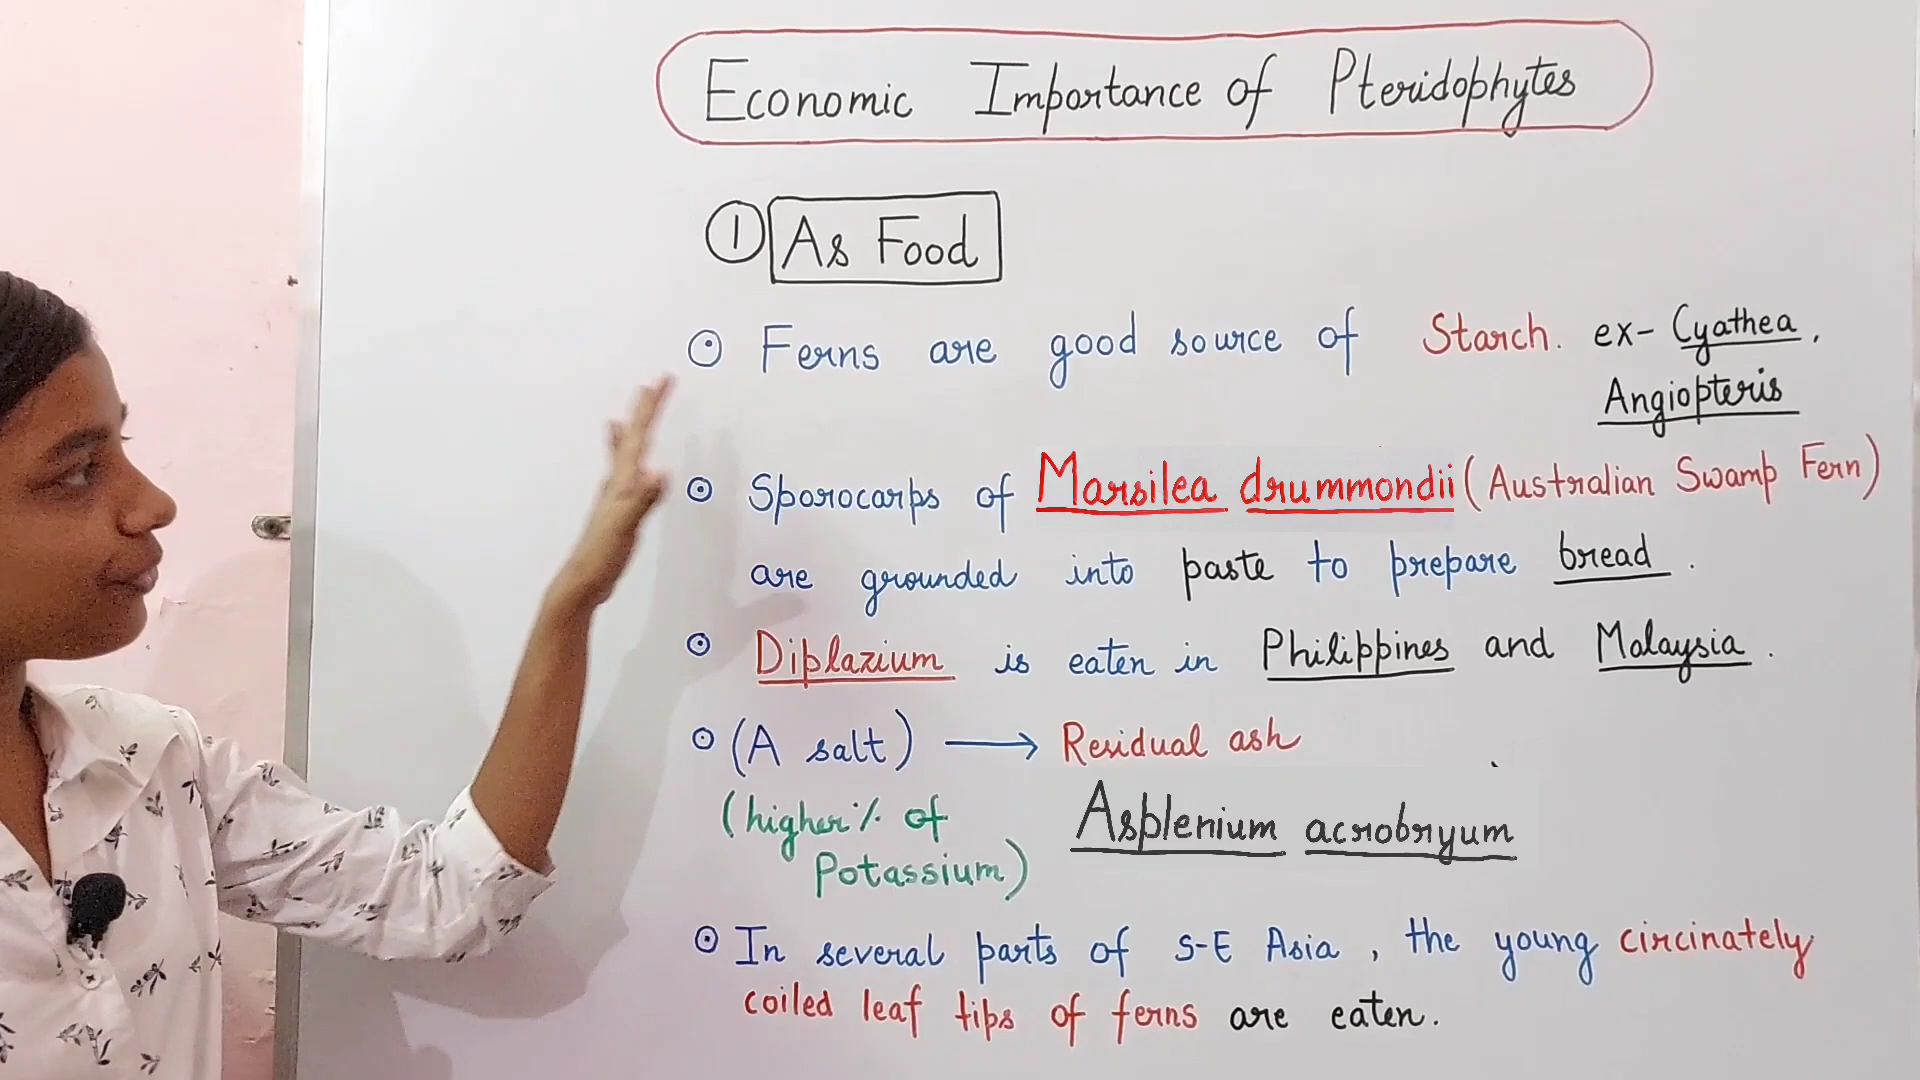 Economic Importance of Pteridophytes
① As Food
⊙ Ferns are good source of Starch. ex- Cyathea,
Angiopteris
⊙ Sporocarps of Marsilea drummondii (Australian Swamp Fern)
are grounded into paste to prepare bread.
⊙ Diplazium is eaten in Philippines and Malaysia.
⊙ (A salt) → Residual ash
(higher % of Potassium)
Asplenium acrobryum
⊙ In several parts of S-E Asia, the young circinately
coiled leaf tips of ferns are eaten.